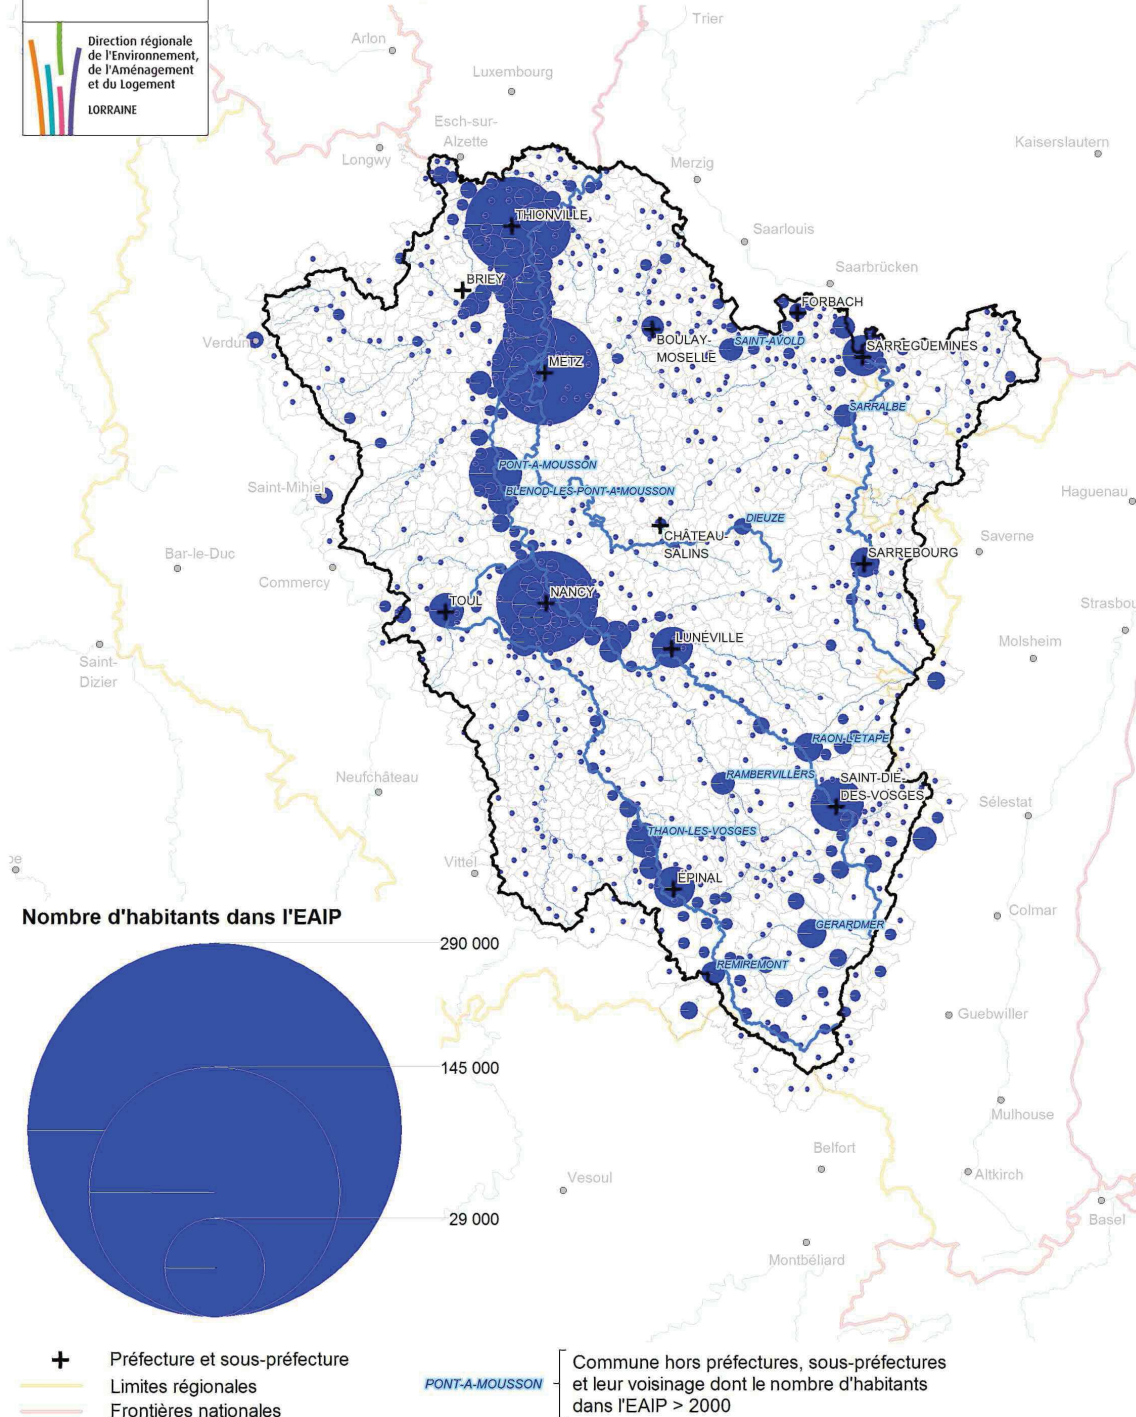 Direction régionale
de l'Environnement,
de l'Aménagement
et du Logement
LORRAINE
Trier
Arlon
Luxembourg
Esch-sur-
Alzette
Longwy
Kaiserslautern
Merzig
THIONVILLE
Saarlouis
Saarbrücken
BRIEY
FORBACH
Verdun
BOULAY-
MOSELLE
SAINT-AVOLD
SARREGUEMINES
METZ
SARRALBE
PONT-A-MOUSSON
Saint-Mihiel
BLENOD-LES-PONT-A-MOUSSON
Haguenau
DIEUZE
CHÂTEAU-
SALINS
Saverne
Bar-le-Duc
SARREBOURG
Commercy
NANCY
TOUL
Strasbou
LUNÉVILLE
Molsheim
Saint-
Dizier
RAON-L'ETAPE
Neufchâteau
RAMBERVILLERS
SAINT-DIÉ-
DES-VOSGES
Sélestat
THAON-LES-VOSGES
Vittel
ÉPINAL
Colmar
GERARDMER
REMIREMONT
Guebwiller
Mulhouse
Belfort
Altkirch
Vesoul
Basel
Montbéliard
Nombre d'habitants dans l'EAIP
290 000
145 000
29 000
Préfecture et sous-préfecture
Limites régionales
Frontières nationales
PONT-A-MOUSSON
Commune hors préfectures, sous-préfectures
et leur voisinage dont le nombre d'habitants
dans l'EAIP > 2000